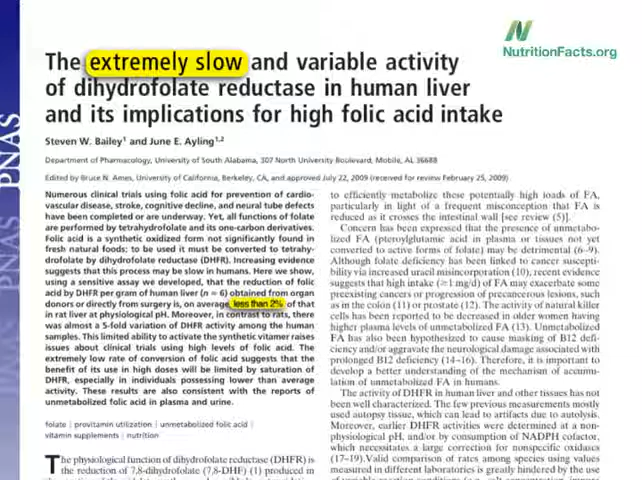 NutritionFacts.org
The extremely slow and variable activity
of dihydrofolate reductase in human liver
and its implications for high folic acid intake
Steven W. Bailey¹ and June E. Ayling¹,²
Department of Pharmacology, University of South Alabama, 307 North University Boulevard, Mobile, AL 36688
Edited by Bruce N. Ames, University of California, Berkeley, CA, and approved July 22, 2009 (received for review February 25, 2009)
PNAS
PNAS
Numerous clinical trials using folic acid for prevention of cardio-
vascular disease, stroke, cognitive decline, and neural tube defects
have been completed or are underway. Yet, all functions of folate
are performed by tetrahydrofolate and its one-carbon derivatives.
Folic acid is a synthetic oxidized form not significantly found in
fresh natural foods; to be used it must be converted to tetrahy-
drofolate by dihydrofolate reductase (DHFR). Increasing evidence
suggests that this process may be slow in humans. Here we show,
using a sensitive assay we developed, that the reduction of folic
acid by DHFR per gram of human liver (n = 6) obtained from organ
donors or directly from surgery is, on average, less than 2% of that
in rat liver at physiological pH. Moreover, in contrast to rats, there
was almost a 5-fold variation of DHFR activity among the human
samples. This limited ability to activate the synthetic vitamer raises
issues about clinical trials using high levels of folic acid. The
extremely low rate of conversion of folic acid suggests that the
benefit of its use in high doses will be limited by saturation of
DHFR, especially in individuals possessing lower than average
activity. These results are also consistent with the reports of
unmetabolized folic acid in plasma and urine.
folate | provitamin utilization | unmetabolized folic acid |
vitamin supplements | nutrition
The physiological function of dihydrofolate reductase (DHFR) is
the reduction of 7,8-dihydrofolate (7,8-DHF) (1) produced in
to efficiently metabolize these potentially high loads of FA,
particularly in light of a frequent misconception that FA is
reduced as it crosses the intestinal wall [see review (5)].
Concern has been expressed that the presence of unmetabo-
lized FA (pteroylglutamic acid in plasma or tissues not yet
converted to active forms of folate) may be detrimental (6–9).
Although folate deficiency has been linked to cancer suscepti-
bility via increased uracil misincorporation (10), recent evidence
suggests that high intake (≥1 mg/d) of FA may exacerbate some
preexisting cancers or progression of precancerous lesions, such
as in the colon (11) or prostate (12). The activity of natural killer
cells has been reported to be decreased in older women having
higher plasma levels of unmetabolized FA (13). Unmetabolized
FA has also been hypothesized to cause masking of B12 defi-
ciency and/or aggravate the neurological damage associated with
prolonged B12 deficiency (14–16). Therefore, it is important to
develop a better understanding of the mechanism of accumu-
lation of unmetabolized FA in humans.
The activity of DHFR in human liver and other tissues has not
been well characterized. The few previous measurements mostly
used autopsy tissue, which can lead to artifacts due to autolysis.
Moreover, earlier DHFR activities were determined at a non-
physiological pH, and/or by consumption of NADPH cofactor,
which necessitates a large correction for nonspecific oxidases
(17–19).Valid comparison of rates among species using values
measured in different laboratories is greatly hindered by the use